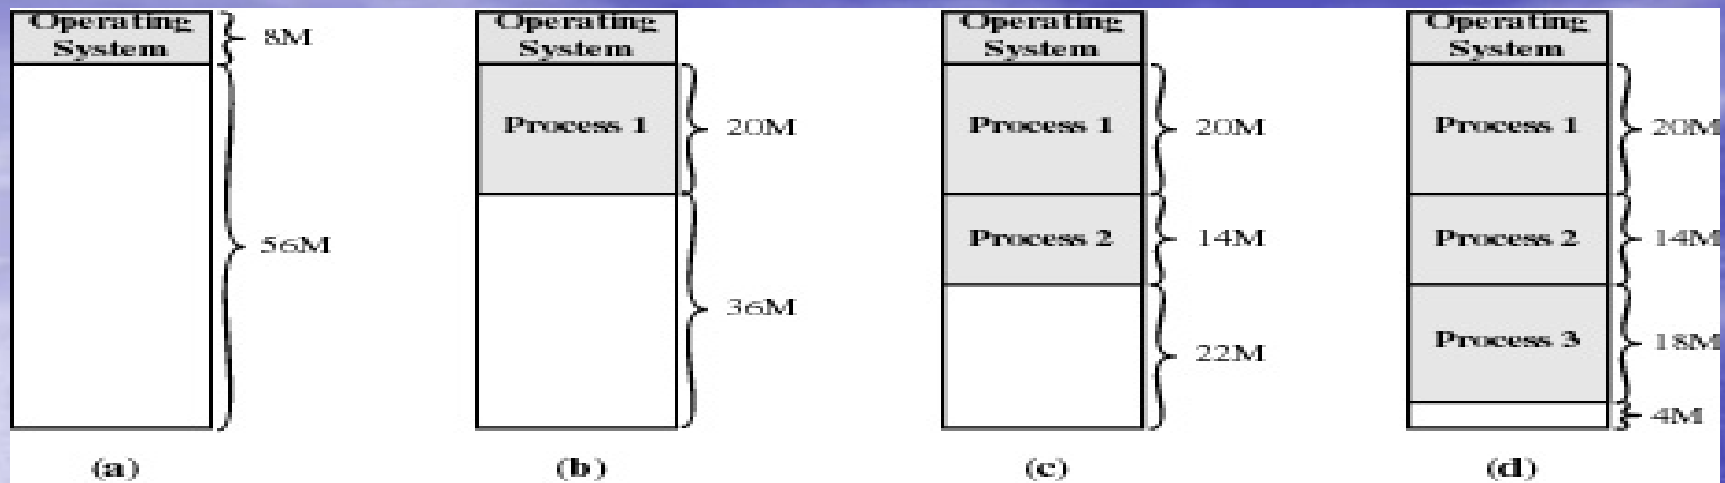 Operating
System
8M
56M
(a)
Operating
System
Process 1
20M
36M
(b)
Operating
System
Process 1
20M
Process 2
14M
22M
(c)
Operating
System
Process 1
20M
Process 2
14M
Process 3
18M
4M
(d)